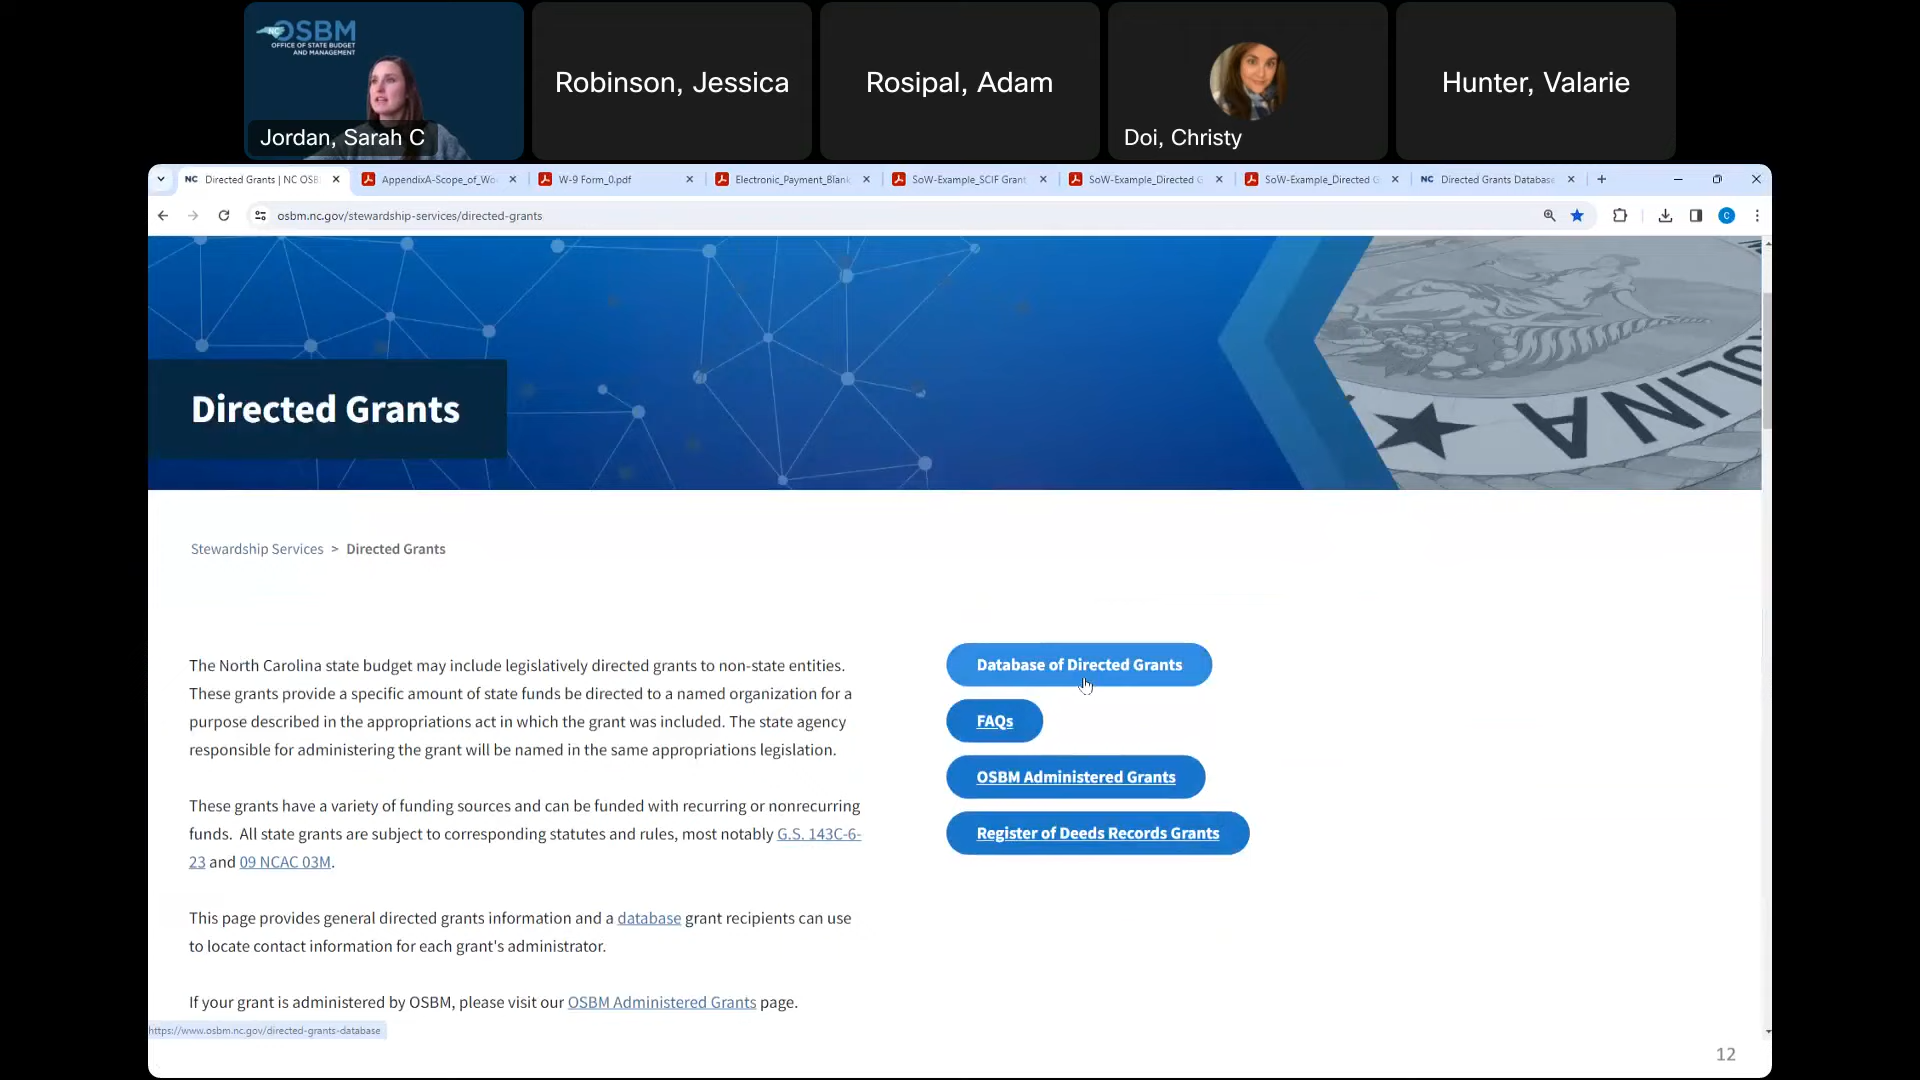 NC OSBM
OFFICE OF STATE BUDGET
AND MANAGEMENT
Jordan, Sarah C
Robinson, Jessica
Rosipal, Adam
Doi, Christy
Hunter, Valarie
NC Directed Grants | NC OSB
AppendixA-Scope_of_Wo
W-9 Form_0.pdf
Electronic_Payment_Blank
SoW-Example_SCIF Grant
SoW-Example_Directed G
SoW-Example_Directed G
NC Directed Grants Database
osbm.nc.gov/stewardship-services/directed-grants
C
Directed Grants
OLINA
Stewardship Services > Directed Grants
The North Carolina state budget may include legislatively directed grants to non-state entities.
These grants provide a specific amount of state funds be directed to a named organization for a
purpose described in the appropriations act in which the grant was included. The state agency
responsible for administering the grant will be named in the same appropriations legislation.
These grants have a variety of funding sources and can be funded with recurring or nonrecurring
funds. All state grants are subject to corresponding statutes and rules, most notably G.S. 143C-6-
23 and 09 NCAC 03M.
This page provides general directed grants information and a database grant recipients can use
to locate contact information for each grant's administrator.
If your grant is administered by OSBM, please visit our OSBM Administered Grants page.
Database of Directed Grants
FAQs
OSBM Administered Grants
Register of Deeds Records Grants
https://www.osbm.nc.gov/directed-grants-database
12